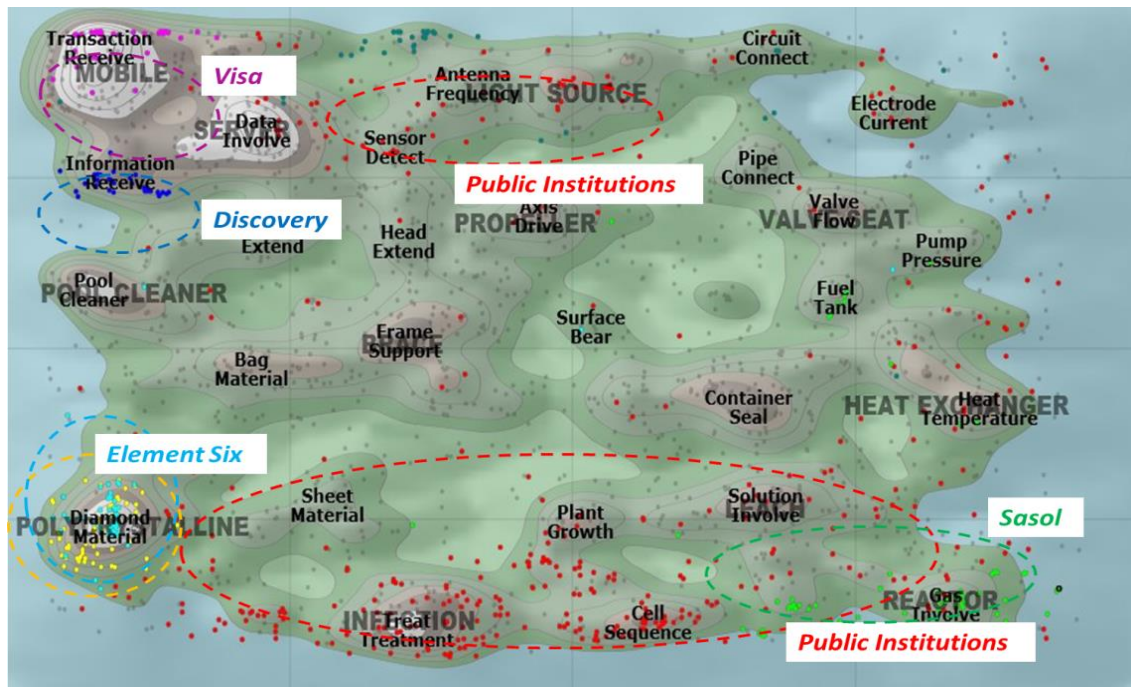 Transaction
Receive
MOBILE
Visa
Circuit
Connect
Antenna
Frequency
LIGHT SOURCE
Electrode
Current
SERVER
Data
Involve
Sensor
Detect
Information
Receive
Pipe
Connect
Public Institutions
Discovery
Extend
Head
Extend
PROPELLER
Axis
Drive
VALVE SEAT
Valve
Flow
Pump
Pressure
POOL CLEANER
Pool
Cleaner
Fuel
Tank
Surface
Bear
BRACE
Frame
Support
Bag
Material
Container
Seal
HEAT EXCHANGER
Heat
Temperature
Element Six
Sheet
Material
Plant
Growth
Solution
Involve
LEACH
Sasol
Diamond
Material
REACTOR
Gas
Involve
Treat
Treatment
Cell
Sequence
Public Institutions